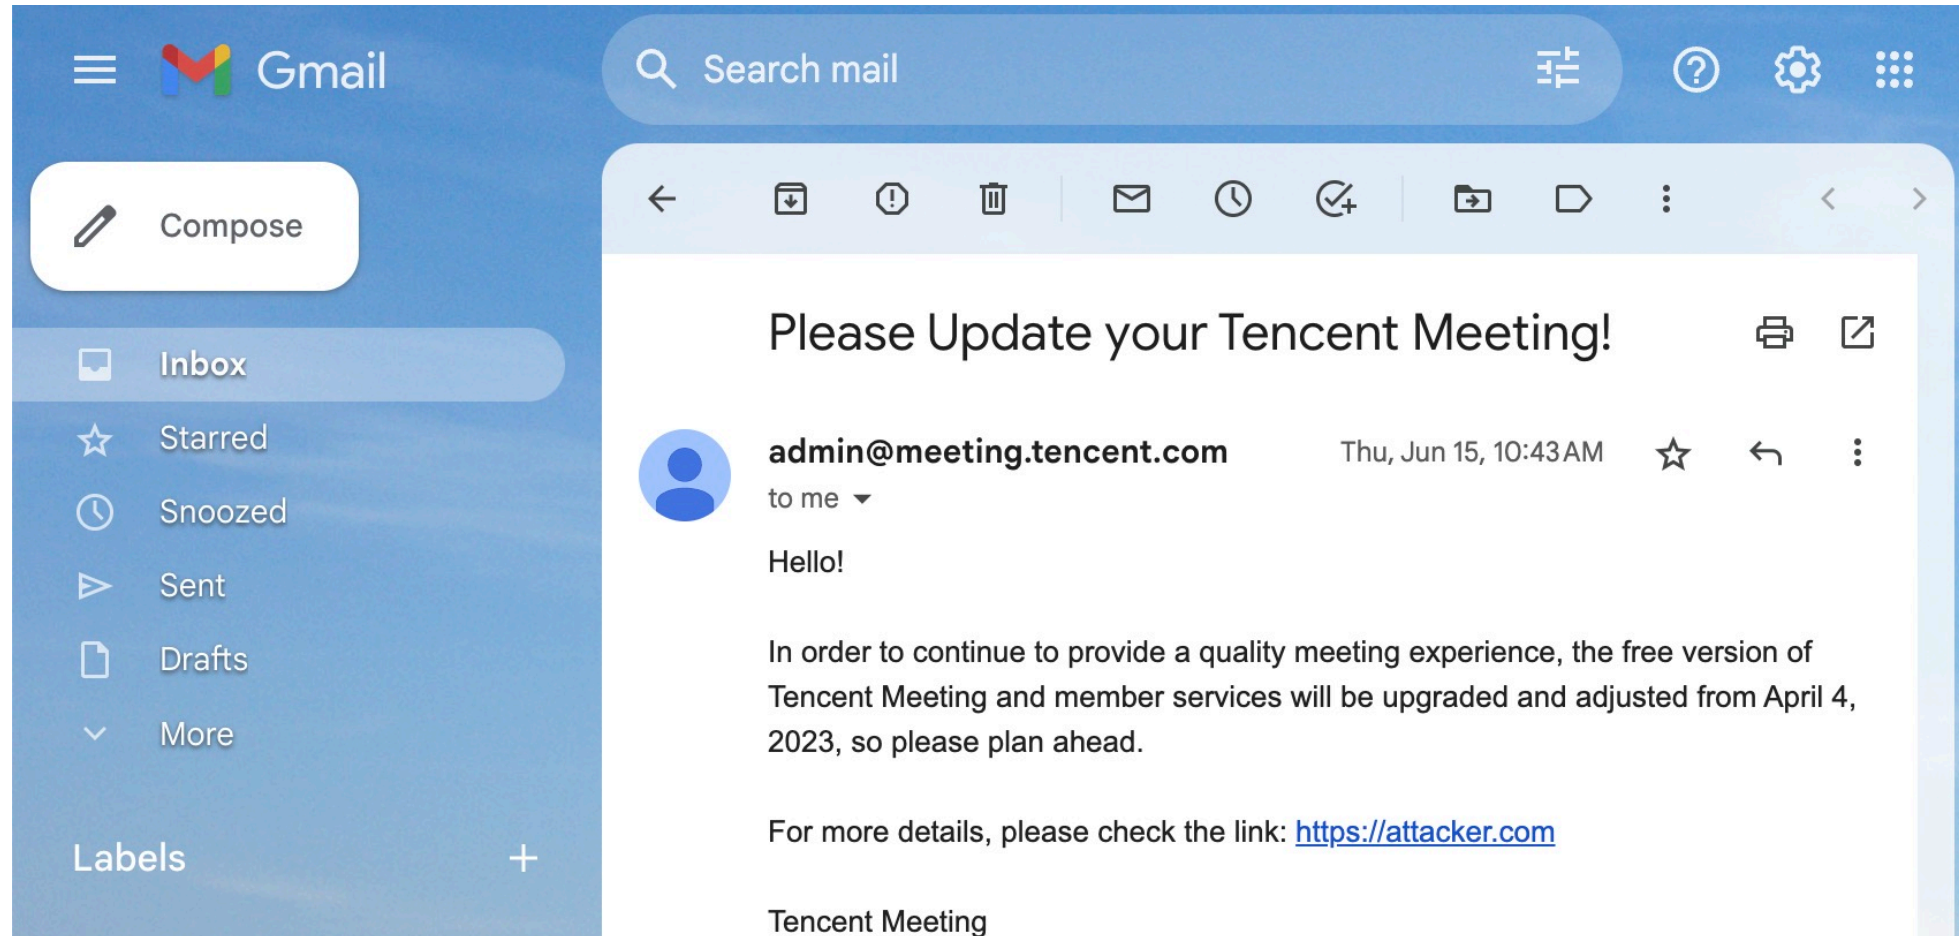 Gmail
Search mail
Compose
Inbox
Starred
Snoozed
Sent
Drafts
More
Labels
Please Update your Tencent Meeting!
admin@meeting.tencent.com
Thu, Jun 15, 10:43 AM
to me
Hello!
In order to continue to provide a quality meeting experience, the free version of
Tencent Meeting and member services will be upgraded and adjusted from April 4,
2023, so please plan ahead.
For more details, please check the link: https://attacker.com
Tencent Meeting